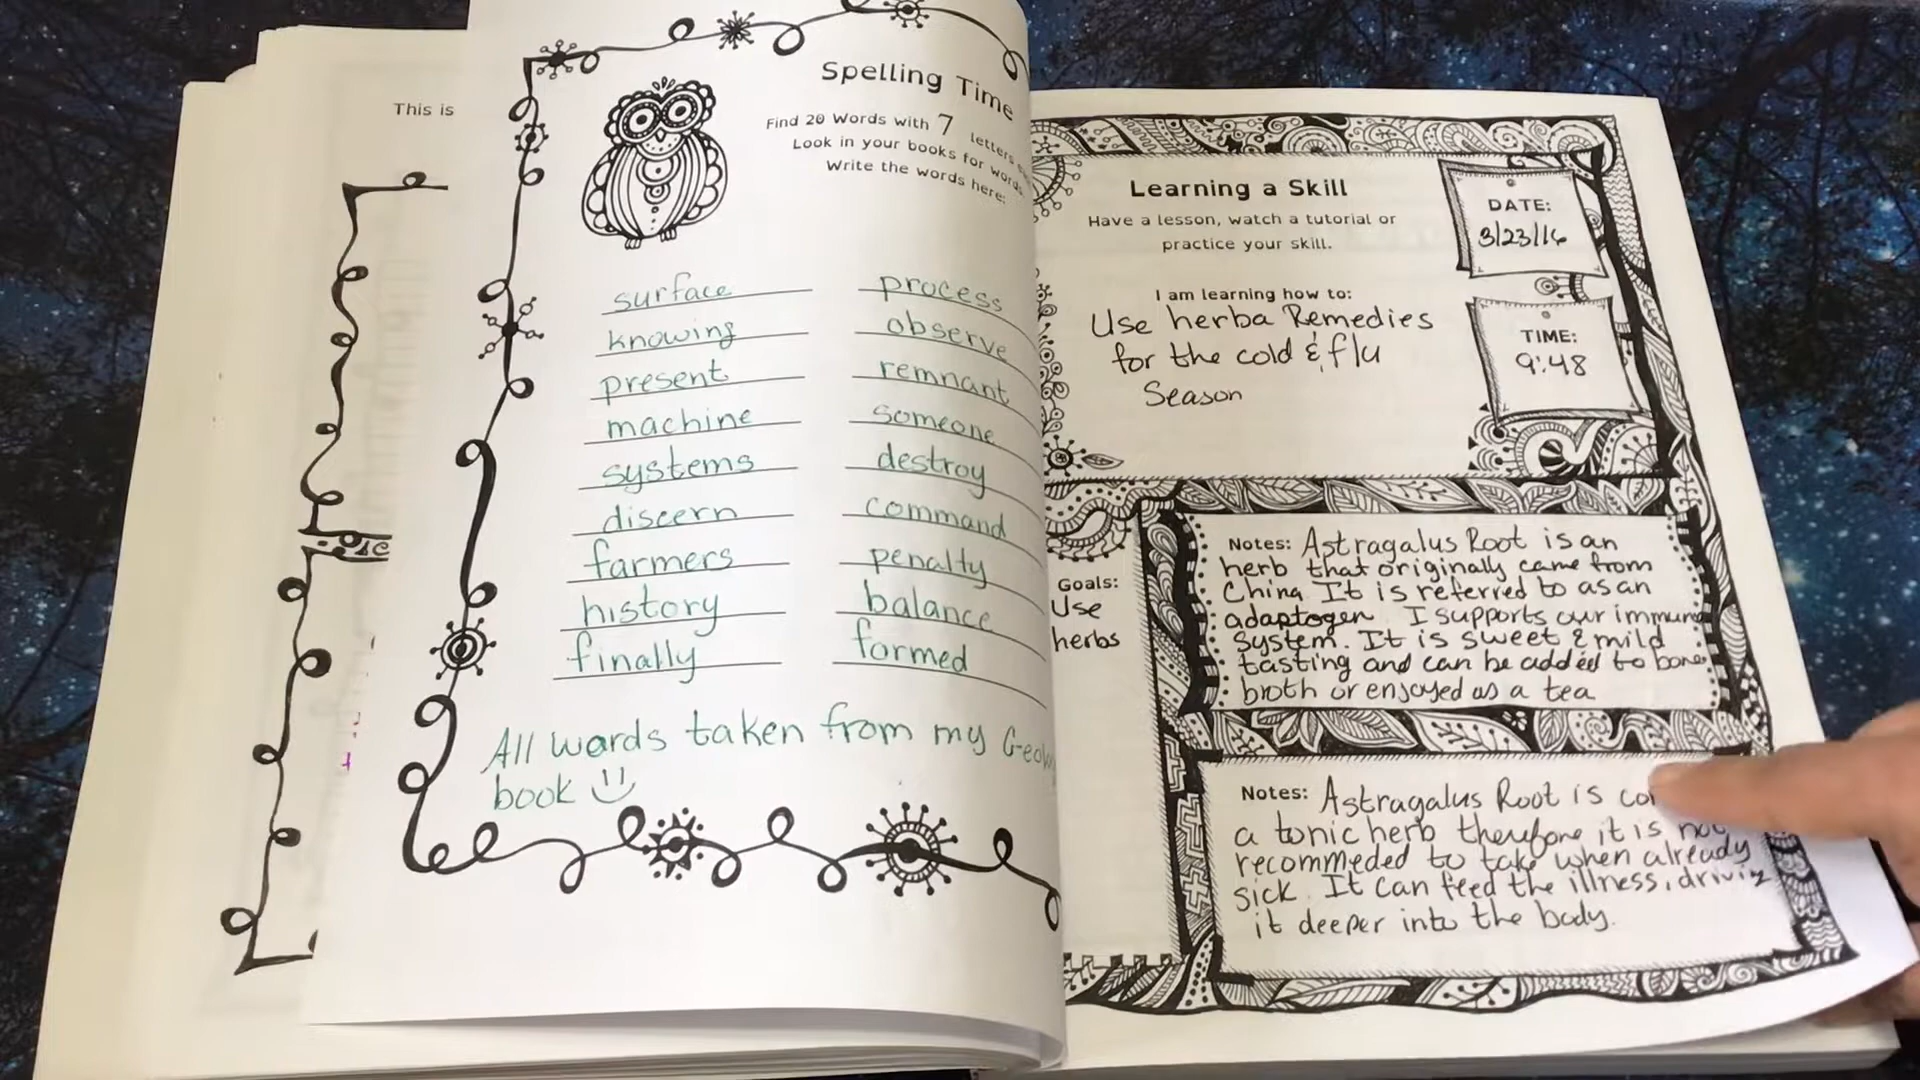 This is
Spelling Time
Find 20 Words with 7 letters
Look in your books for words
Write the words here:
surface
knowing
present
machine
systems
discern
farmers
history
finally
process
observe
remnant
someone
destroy
command
penalty
balance
formed
All words taken from my
book
Learning a Skill
Have a lesson, watch a tutorial or
practice your skill.
I am learning how to:
Use herba Remedies
for the cold & flu
Season
DATE:
3/23/16
TIME:
9:48
Goals:
Use
herbs
Notes: Astragalus Root is an
herb that originally came from
China It is referred to as an
adaptogen. I supports our immune
system. It is sweet & mild
tasting and can be added to bone
broth or enjoyed as a tea
Notes: Astragalus Root is
a tonic herb therefore it is not
recommeded to take when already
sick. It can feed the illness, driving
it deeper into the body.